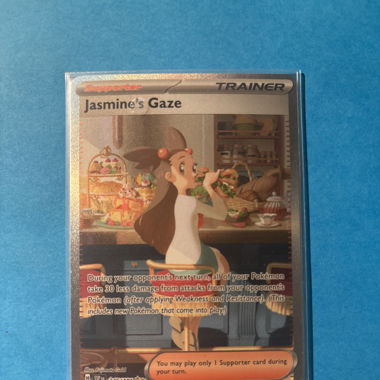 Supporter
TRAINER
Jasmine's Gaze
During your opponent's next turn, all of your Pokémon
take 30 less damage from attacks from your opponent's
Pokémon (after applying Weakness and Resistance). (This
includes new Pokémon that come into play.)
You may play only 1 Supporter card during
your turn.